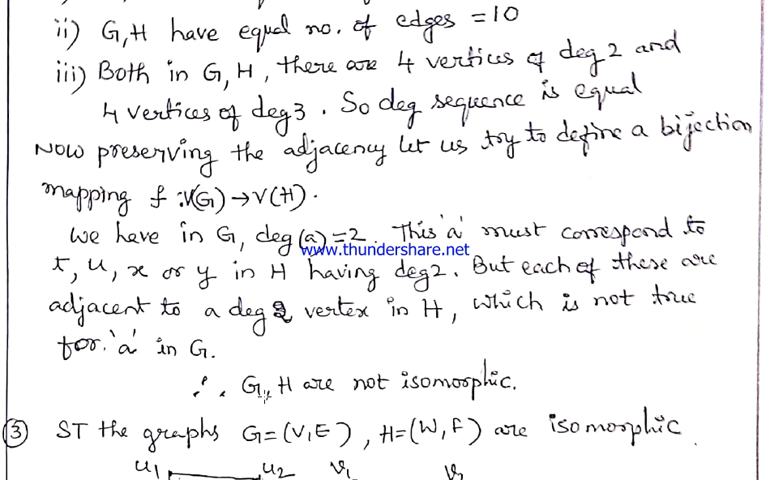 ii) G,H have equal no. of edges =10
iii) Both in G,H, there are 4 vertices of deg 2 and
4 vertices of deg 3. So deg sequence is equal
Now preserving the adjacency let us try to define a bijection
mapping f: V(G)→V(H).
We have in G, deg(a)=2. This 'a' must correspond to
www.thundershare.net
t, u, x or y in H having deg 2. But each of these are
adjacent to a deg 2 vertex in H, which is not true
for 'a' in G.
∴ G, H are not isomorphic.
③ ST the graphs G=(V,E), H=(W,F) are isomorphic.
u1 u2 v1